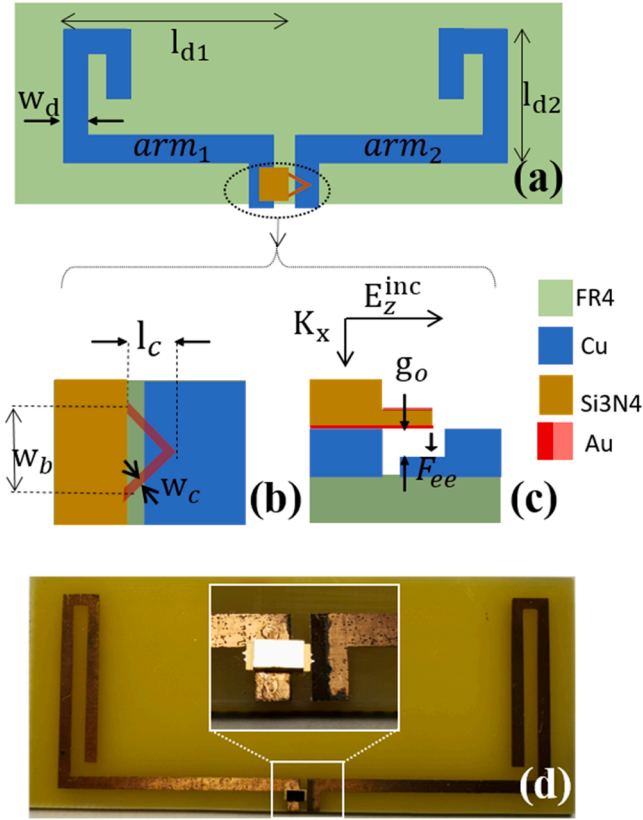 l_d1
w_d
l_d2
arm_1
arm_2
(a)
E_z^inc
K_x
l_c
g_o
w_b
w_c
F_ee
(b)
(c)
FR4
Cu
Si3N4
Au
(d)